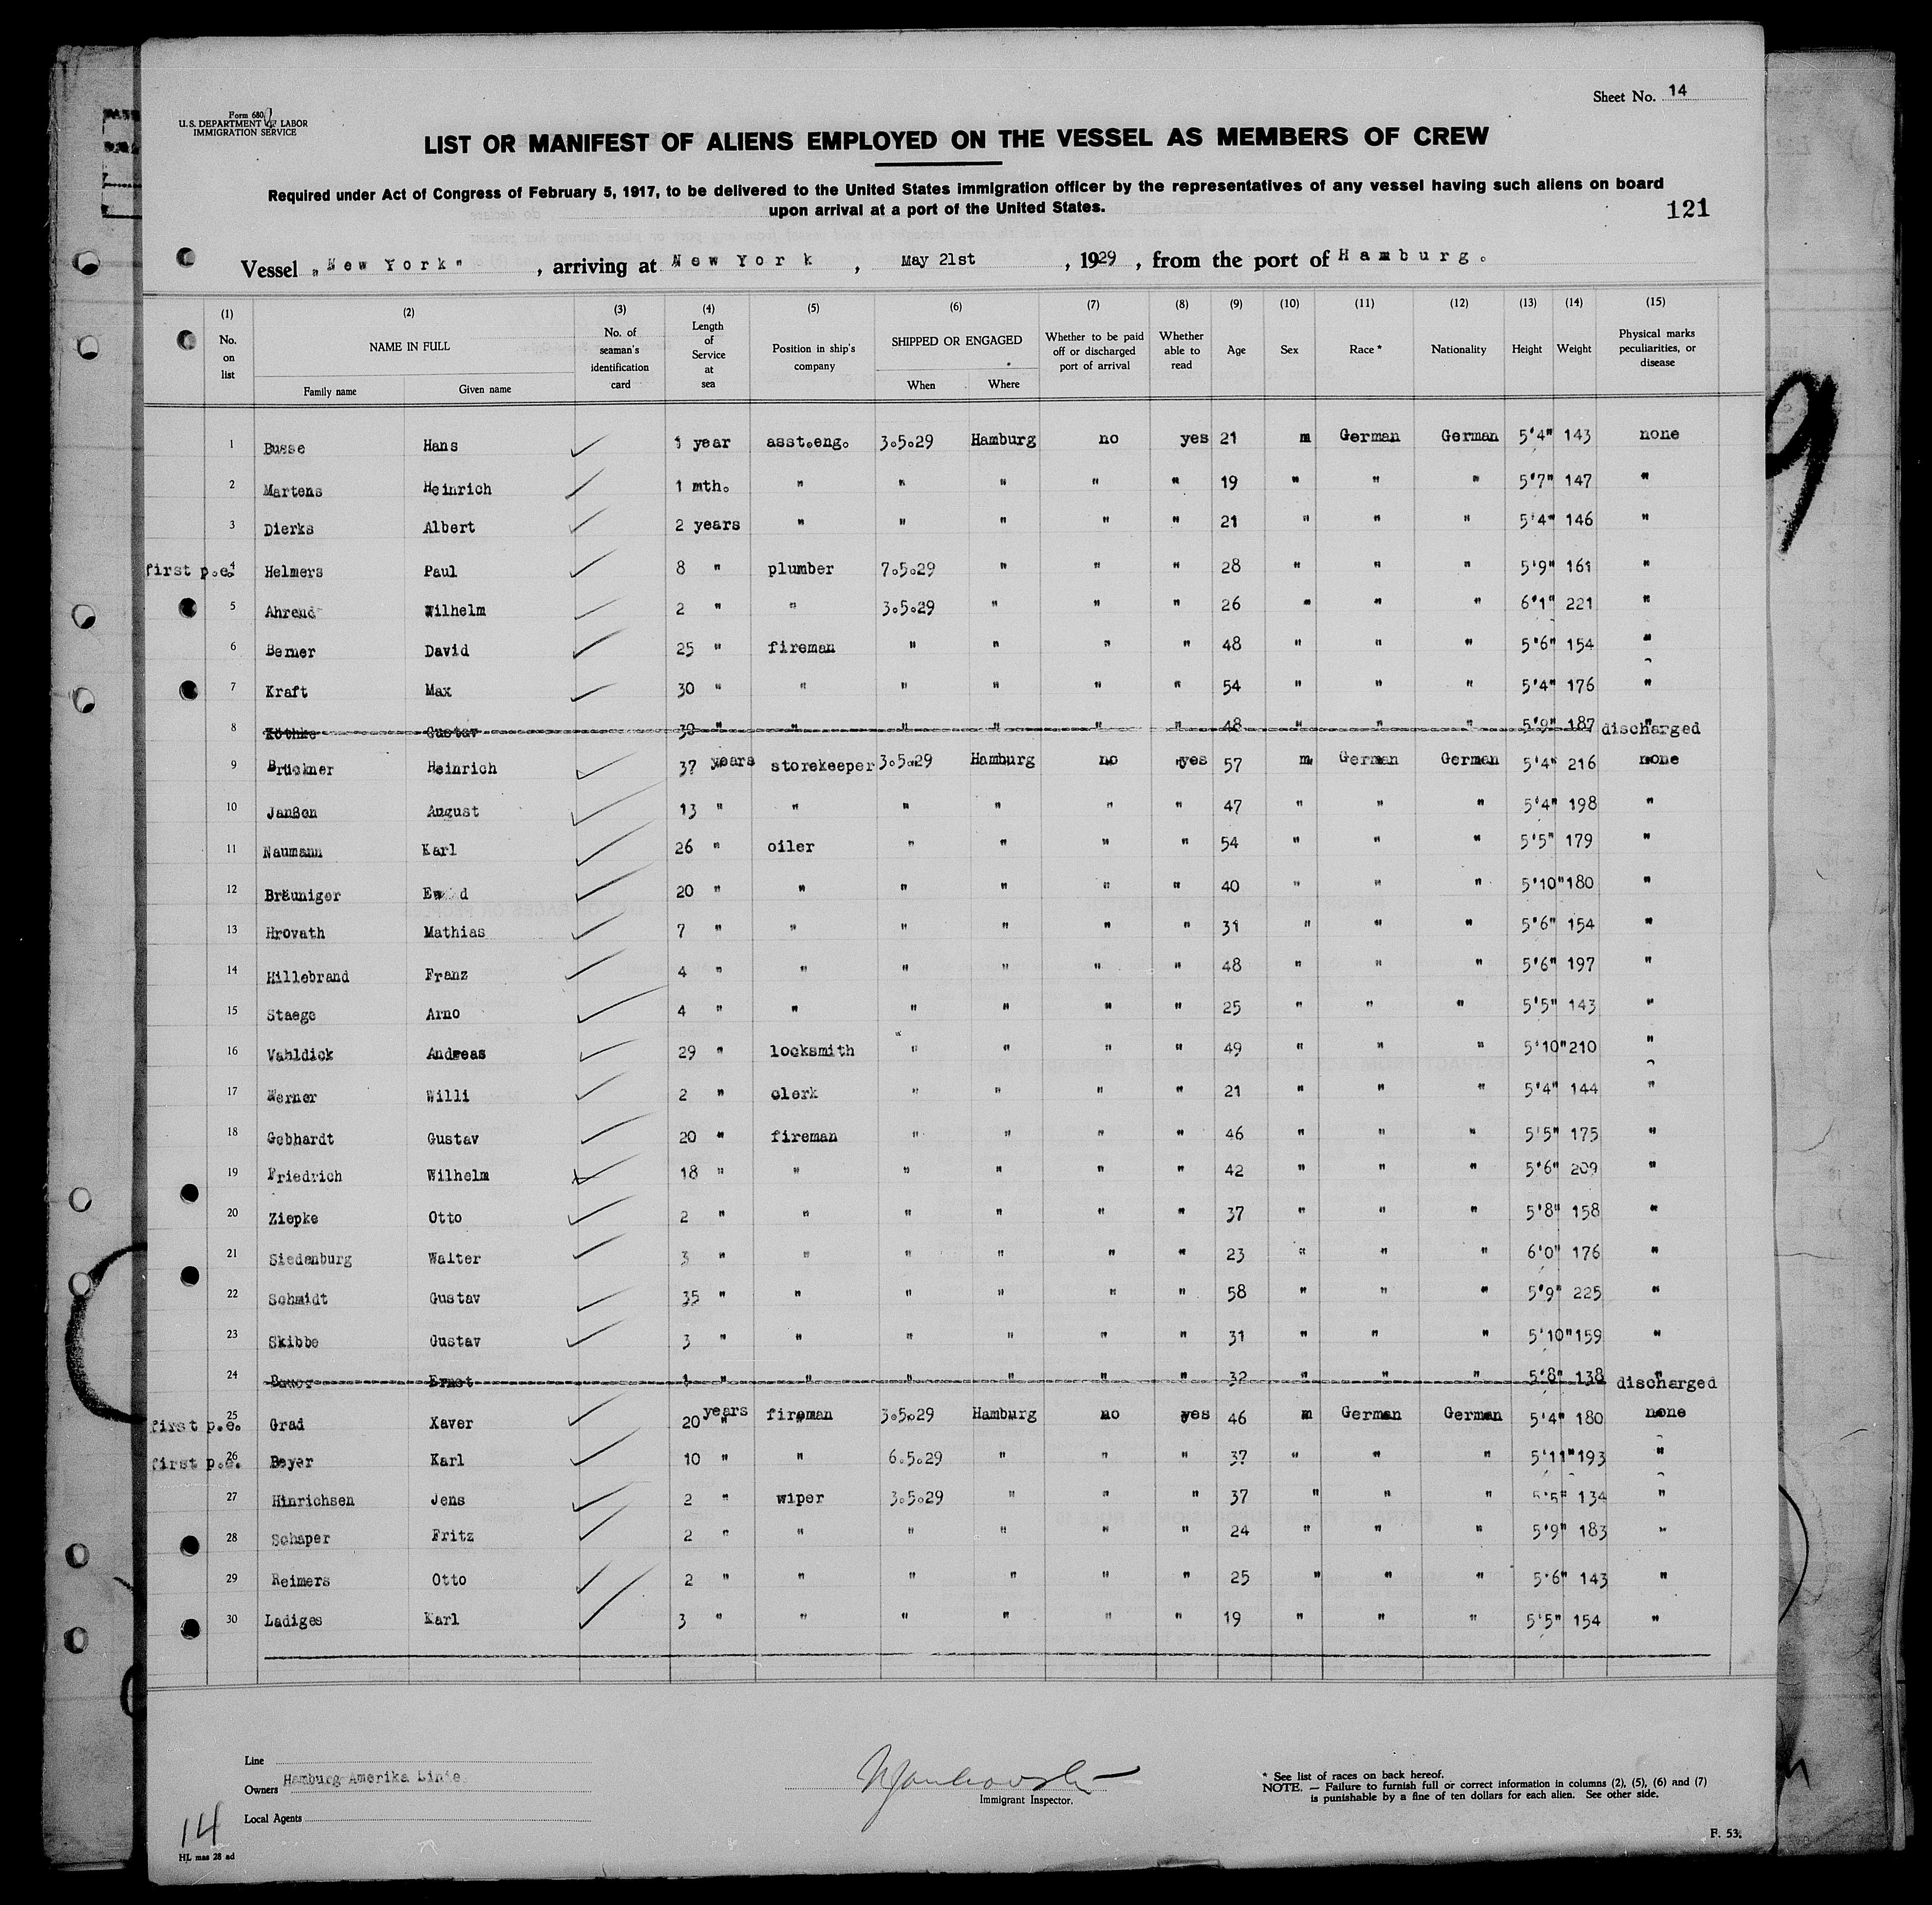 Sheet No. 14
Form 680
U. S. DEPARTMENT OF LABOR
IMMIGRATION SERVICE
LIST OR MANIFEST OF ALIENS EMPLOYED ON THE VESSEL AS MEMBERS OF CREW
Required under Act of Congress of February 5, 1917, to be delivered to the United States immigration officer by the representatives of any vessel having such aliens on board
upon arrival at a port of the United States.
121
Vessel „New York" , arriving at New York , May 21st , 1929 , from the port of Hamburg.
(1) (2) (3) (4) (5) (6) (7) (8) (9) (10) (11) (12) (13) (14) (15)
No. on list NAME IN FULL Family name Given name No. of seaman's identification card Length of Service at sea Position in ship's company SHIPPED OR ENGAGED When Where Whether to be paid off or discharged port of arrival Whether able to read Age Sex Race * Nationality Height Weight Physical marks peculiarities, or disease
1 Busse Hans 1 year asst.eng. 3.5.29 Hamburg no yes 21 m German German 5'4" 143 none
2 Martens Heinrich 1 mth. " " " " " 19 " " " 5'7" 147 "
3 Dierks Albert 2 years " " " " " 21 " " " 5'4" 146 "
first p.e. 4 Helmers Paul 8 " plumber 7.5.29 " " " 28 " " " 5'9" 161 "
5 Ahrend Wilhelm 2 " " 3.5.29 " " " 26 " " " 6'1" 221 "
6 Berner David 25 " fireman " " " " 48 " " " 5'6" 154 "
7 Kraft Max 30 " " " " " " 54 " " " 5'4" 176 "
8 Köthke Gustav 30 " " " " " " 48 " " " 5'9" 187 " discharged
9 Brückner Heinrich 37 years storekeeper 3.5.29 Hamburg no yes 57 m German German 5'4" 216 none
10 Janßen August 13 " " " " " " 47 " " " 5'4" 198 "
11 Naumann Karl 26 " oiler " " " " 54 " " " 5'5" 179 "
12 Bräuniger 20 " " " " " " 40 " " " 5'10" 180 "
13 Hrovath Mathias 7 " " " " " " 31 " " " 5'6" 154 "
14 Hillebrand Franz 4 " " " " " " 48 " " " 5'6" 197 "
15 Staege Arno 4 " " " " " " 25 " " " 5'5" 143 "
16 Vahldick Andreas 29 " locksmith " " " " 49 " " " 5'10" 210 "
17 Werner Willi 2 " clerk " " " " 21 " " " 5'4" 144 "
18 Gebhardt Gustav 20 " fireman " " " " 46 " " " 5'5" 175 "
19 Friedrich Wilhelm 18 " " " " " " 42 " " " 5'6" 209 "
20 Ziepke Otto 2 " " " " " " 37 " " " 5'8" 158 "
21 Siedenburg Walter 3 " " " " " " 23 " " " 6'0" 176 "
22 Schmidt Gustav 35 " " " " " " 58 " " " 5'9" 225 "
23 Skibbe Gustav 3 " " " " " " 31 " " " 5'10" 159 "
24 Bauer Ernst 1 " " " " " " 32 " " " 5'8" 138 " discharged
first p.e. 25 Grad Xaver 20 years fireman 3.5.29 Hamburg no yes 46 m German German 5'4" 180 none
first p.e. 26 Beyer Karl 10 " " 6.5.29 " " " 37 " " " 5'11" 193 "
27 Hinrichsen Jens 2 " wiper 3.5.29 " " " 37 " " " 5'5" 134 "
28 Schaper Fritz 2 " " " " " " 24 " " " 5'9" 183 "
29 Reimers Otto 2 " " " " " " 25 " " " 5'6" 143 "
30 Ladiges Karl 3 " " " " " " 19 " " " 5'5" 154 "
Line
Owners Hamburg-Amerika Linie.
Local Agents
Immigrant Inspector.
* See list of races on back hereof.
NOTE. — Failure to furnish full or correct information in columns (2), (5), (6) and (7)
is punishable by a fine of ten dollars for each alien. See other side.
14
HL mas 28 ad
F. 53.